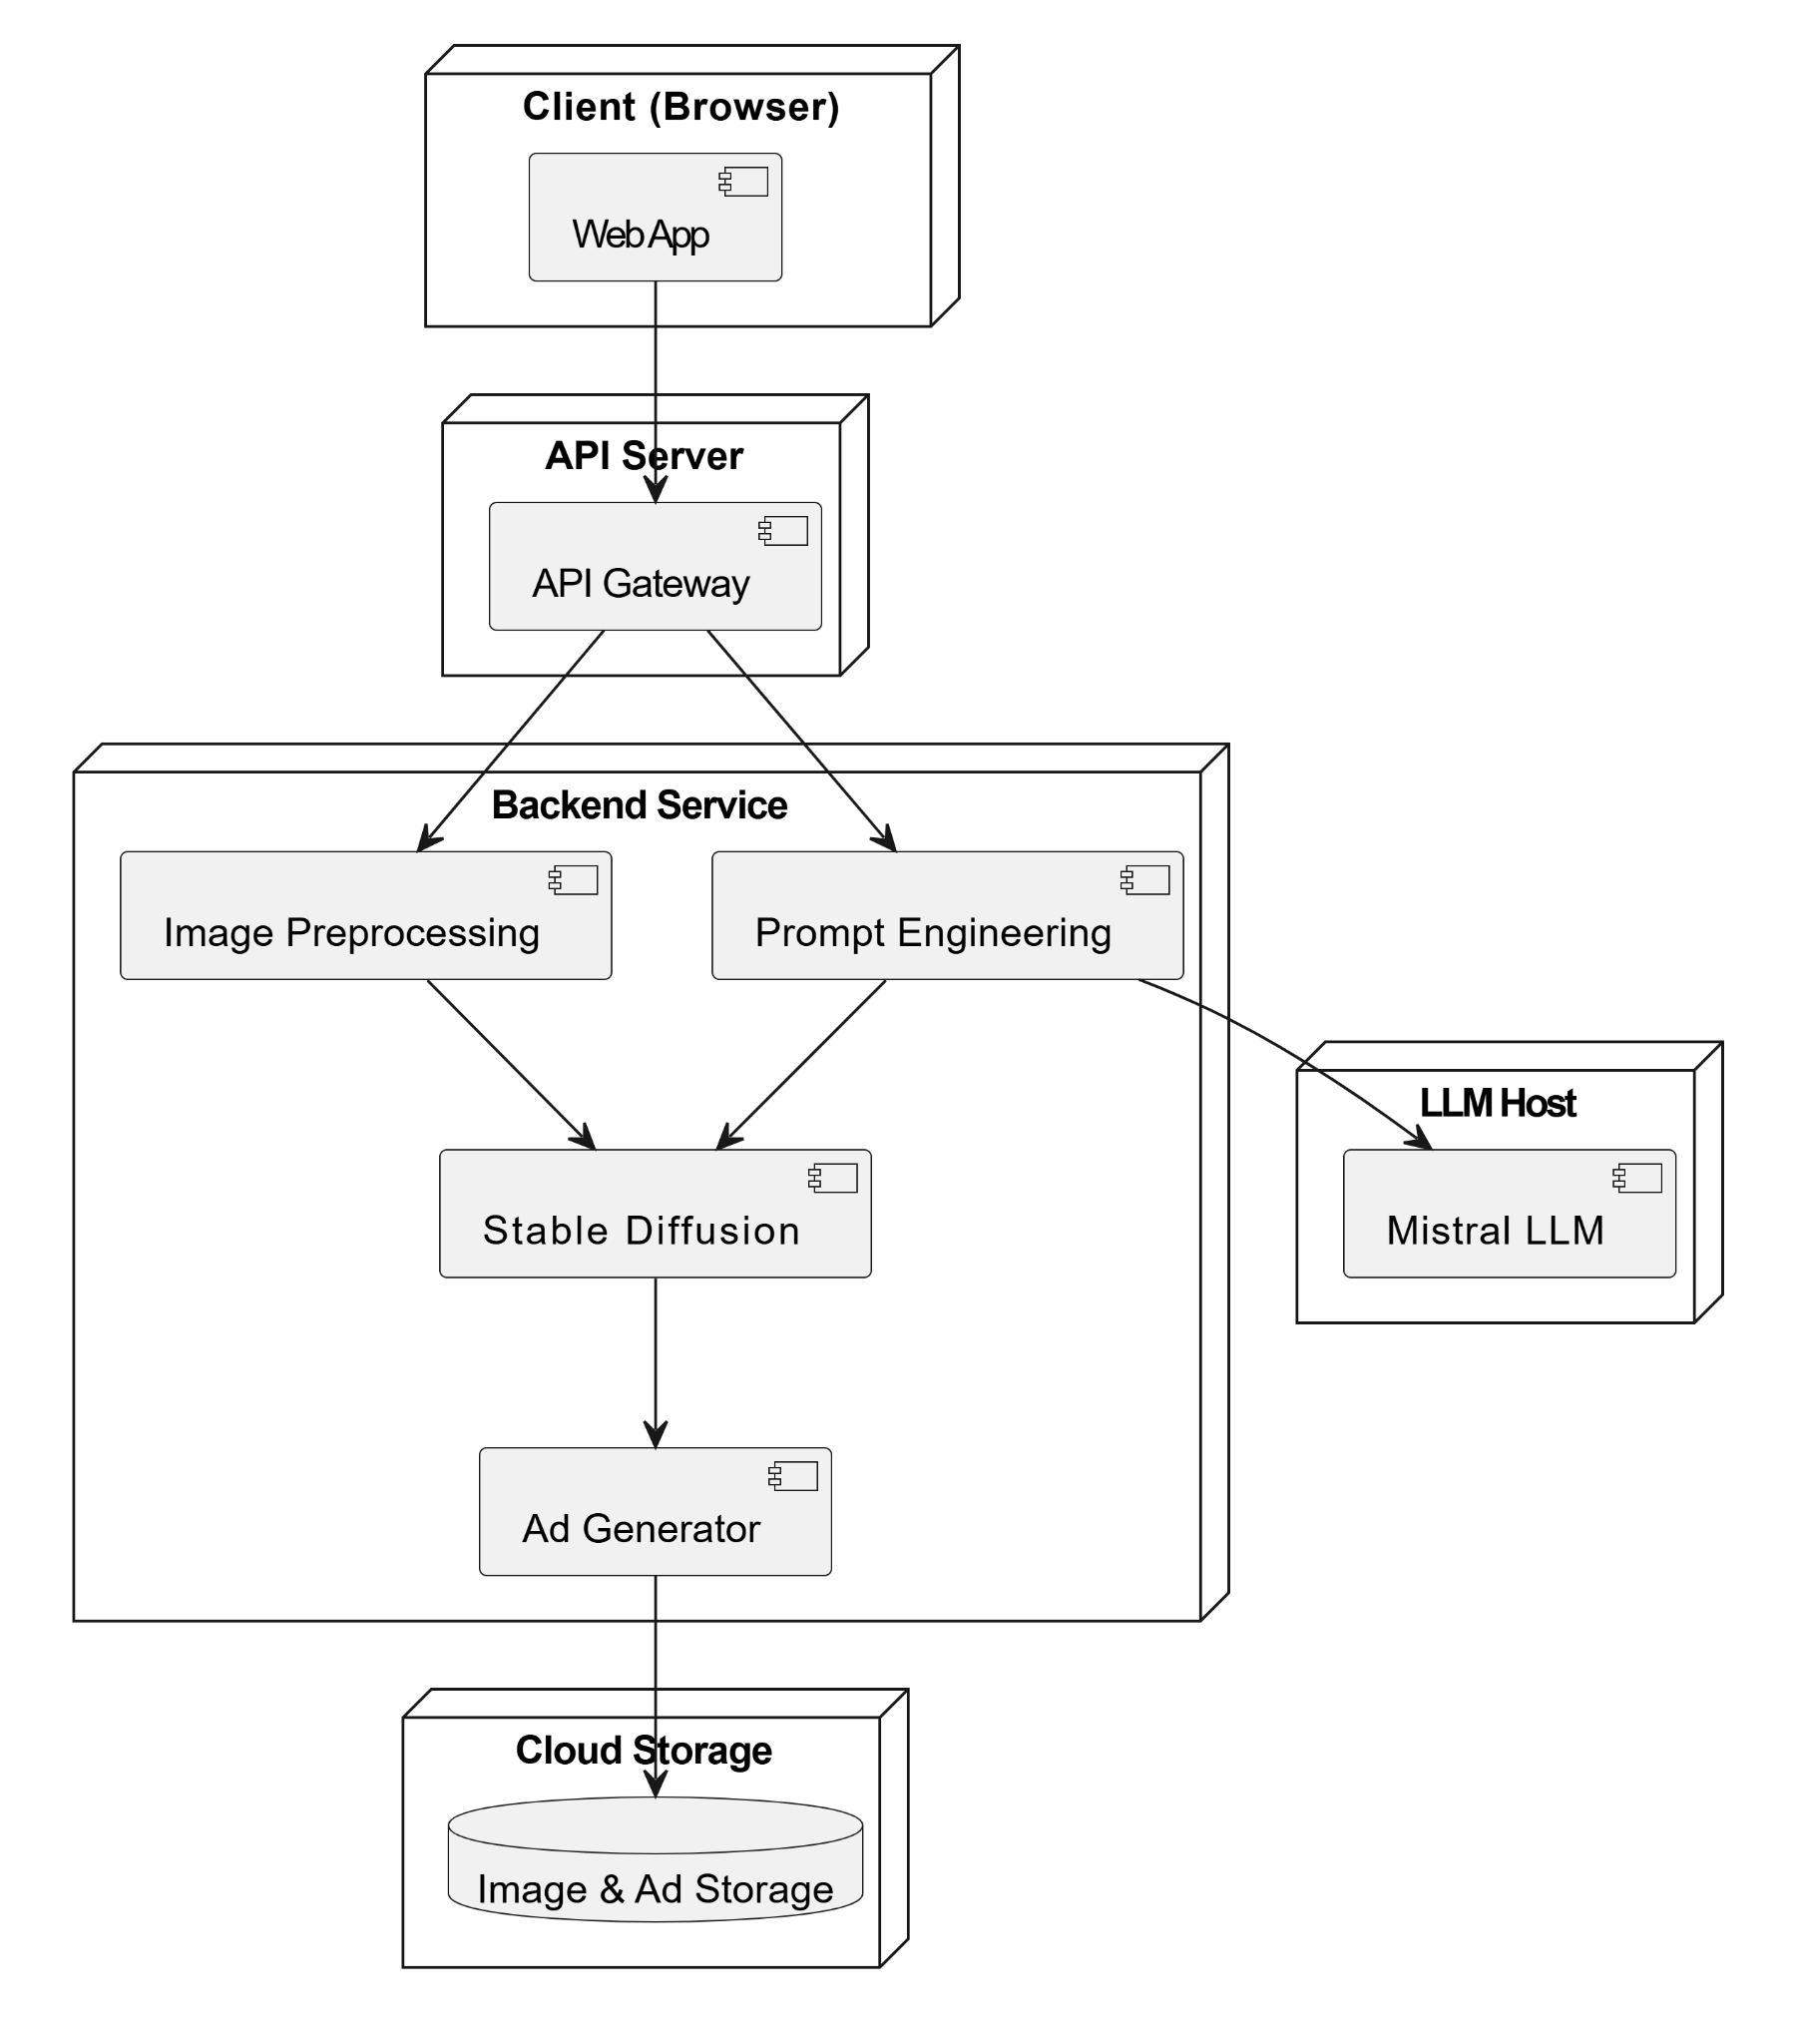 Client (Browser)
Web App
API Server
API Gateway
Backend Service
Image Preprocessing
Prompt Engineering
LLM Host
Stable Diffusion
Mistral LLM
Ad Generator
Cloud Storage
Image & Ad Storage